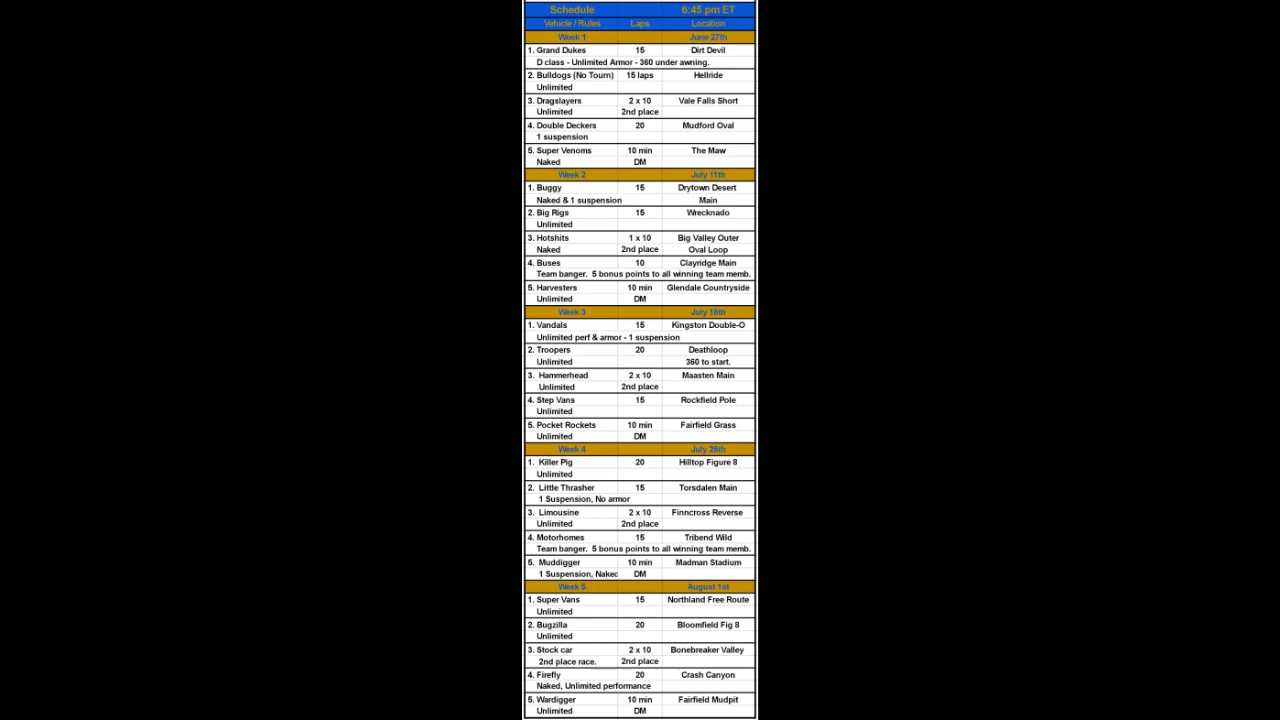 Schedule 6:45 pm ET
Vehicle / Rules Laps Location
Week 1 June 27th
1. Grand Dukes 15 Dirt Devil
D class - Unlimited Armor - 360 under awning.
2. Bulldogs (No Tourn) 15 laps Hellride
Unlimited
3. Dragslayers 2 x 10 Vale Falls Short
Unlimited 2nd place
4. Double Deckers 20 Mudford Oval
1 suspension
5. Super Venoms 10 min The Maw
Naked DM
Week 2 July 11th
1. Buggy 15 Drytown Desert
Naked & 1 suspension Main
2. Big Rigs 15 Wrecknado
Unlimited
3. Hotshits 1 x 10 Big Valley Outer
Naked 2nd place Oval Loop
4. Buses 10 Clayridge Main
Team banger. 5 bonus points to all winning team memb.
5. Harvesters 10 min Glendale Countryside
Unlimited DM
Week 3 July 18th
1. Vandals 15 Kingston Double-O
Unlimited perf & armor - 1 suspension
2. Troopers 20 Deathloop
Unlimited 360 to start.
3. Hammerhead 2 x 10 Maasten Main
Unlimited 2nd place
4. Step Vans 15 Rockfield Pole
Unlimited
5. Pocket Rockets 10 min Fairfield Grass
Unlimited DM
Week 4 July 25th
1. Killer Pig 20 Hilltop Figure 8
Unlimited
2. Little Thrasher 15 Torsdalen Main
1 Suspension, No armor
3. Limousine 2 x 10 Finncross Reverse
Unlimited 2nd place
4. Motorhomes 15 Tribend Wild
Team banger. 5 bonus points to all winning team memb.
5. Muddigger 10 min Madman Stadium
1 Suspension, Naked DM
Week 5 August 1st
1. Super Vans 15 Northland Free Route
Unlimited
2. Bugzilla 20 Bloomfield Fig 8
Unlimited
3. Stock car 2 x 10 Bonebreaker Valley
2nd place race. 2nd place
4. Firefly 20 Crash Canyon
Naked, Unlimited performance
5. Wardigger 10 min Fairfield Mudpit
Unlimited DM